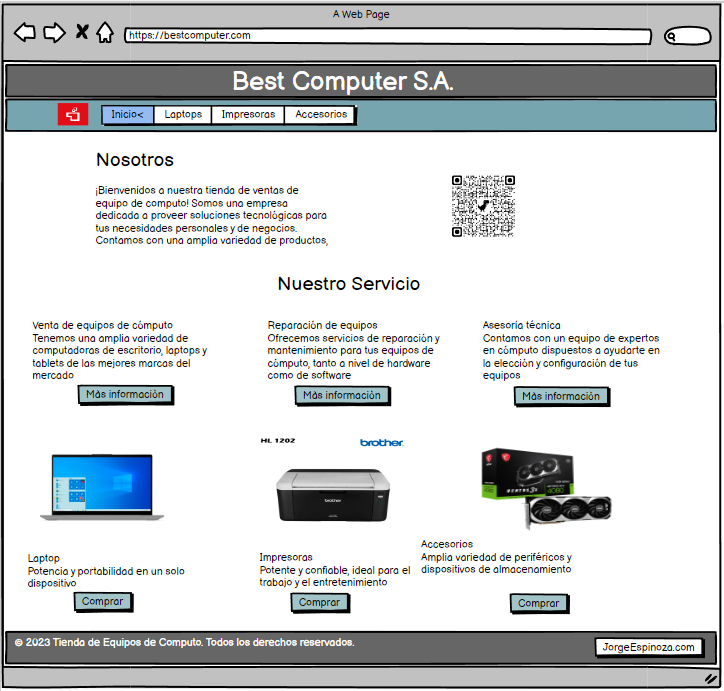 A Web Page
https://bestcomputer.com
Best Computer S.A.
Inicio<
Laptops
Impresoras
Accesorios
Nosotros
¡Bienvenidos a nuestra tienda de ventas de
equipo de computo! Somos una empresa
dedicada a proveer soluciones tecnológicas para
tus necesidades personales y de negocios.
Contamos con una amplia variedad de productos,
Nuestro Servicio
Venta de equipos de cómputo
Tenemos una amplia variedad de
computadoras de escritorio, laptops y
tablets de las mejores marcas del
mercado
Más información
Reparación de equipos
Ofrecemos servicios de reparación y
mantenimiento para tus equipos de
cómputo, tanto a nivel de hardware
como de software
Más información
Asesoría técnica
Contamos con un equipo de expertos
en cómputo dispuestos a ayudarte en
la elección y configuración de tus
equipos
Más información
HL 1202
brother
brother
4080
Laptop
Potencia y portabilidad en un solo
dispositivo
Comprar
Impresoras
Potente y confiable, ideal para el
trabajo y el entretenimiento
Comprar
Accesorios
Amplia variedad de periféricos y
dispositivos de almacenamiento
Comprar
© 2023 Tienda de Equipos de Computo. Todos los derechos reservados.
JorgeEspinoza.com